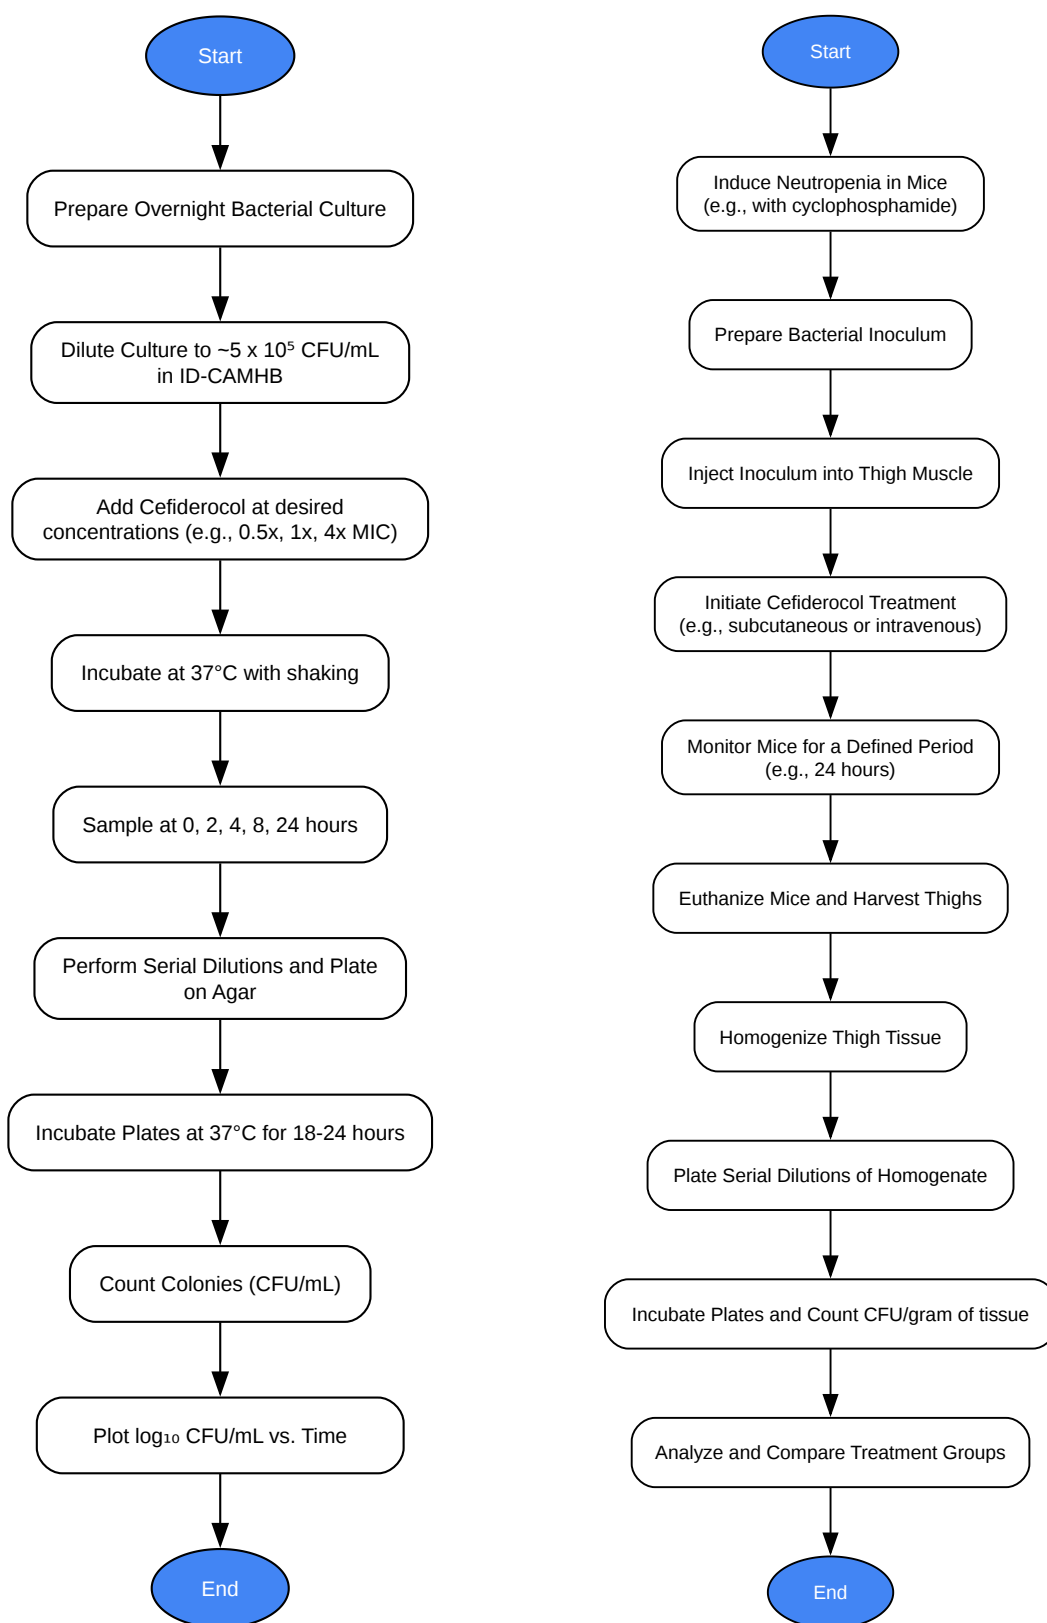 Start
Prepare Overnight Bacterial Culture
Dilute Culture to ~5 x 10⁵ CFU/mL
in ID-CAMHB
Add Cefiderocol at desired
concentrations (e.g., 0.5x, 1x, 4x MIC)
Incubate at 37°C with shaking
Sample at 0, 2, 4, 8, 24 hours
Perform Serial Dilutions and Plate
on Agar
Incubate Plates at 37°C for 18-24 hours
Count Colonies (CFU/mL)
Plot log₁₀ CFU/mL vs. Time
End
Start
Induce Neutropenia in Mice
(e.g., with cyclophosphamide)
Prepare Bacterial Inoculum
Inject Inoculum into Thigh Muscle
Initiate Cefiderocol Treatment
(e.g., subcutaneous or intravenous)
Monitor Mice for a Defined Period
(e.g., 24 hours)
Euthanize Mice and Harvest Thighs
Homogenize Thigh Tissue
Plate Serial Dilutions of Homogenate
Incubate Plates and Count CFU/gram of tissue
Analyze and Compare Treatment Groups
End